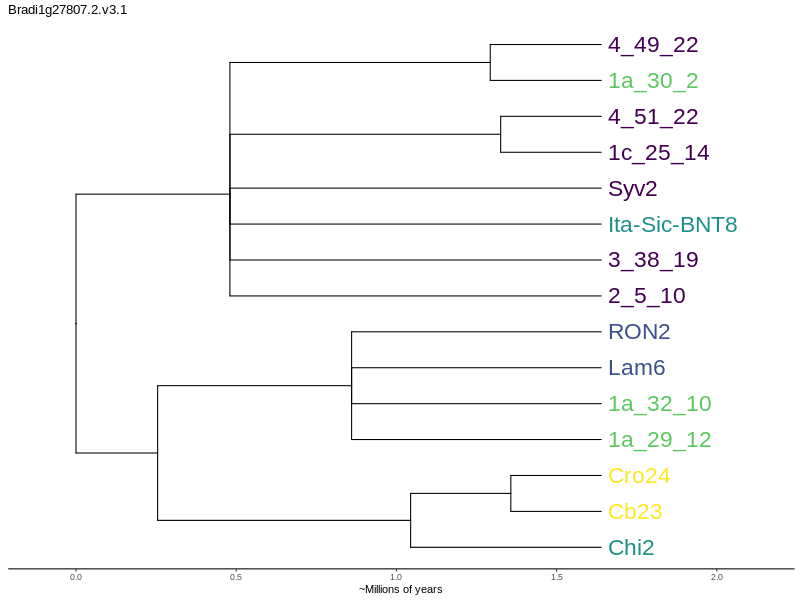 Bradi1g27807.2.v3.1
4_49_22
1a_30_2
4_51_22
1c_25_14
Syv2
Ita-Sic-BNT8
3_38_19
2_5_10
RON2
Lam6
1a_32_10
1a_29_12
Cro24
Cb23
Chi2
0.0 0.5 1.0 1.5 2.0
~Millions of years